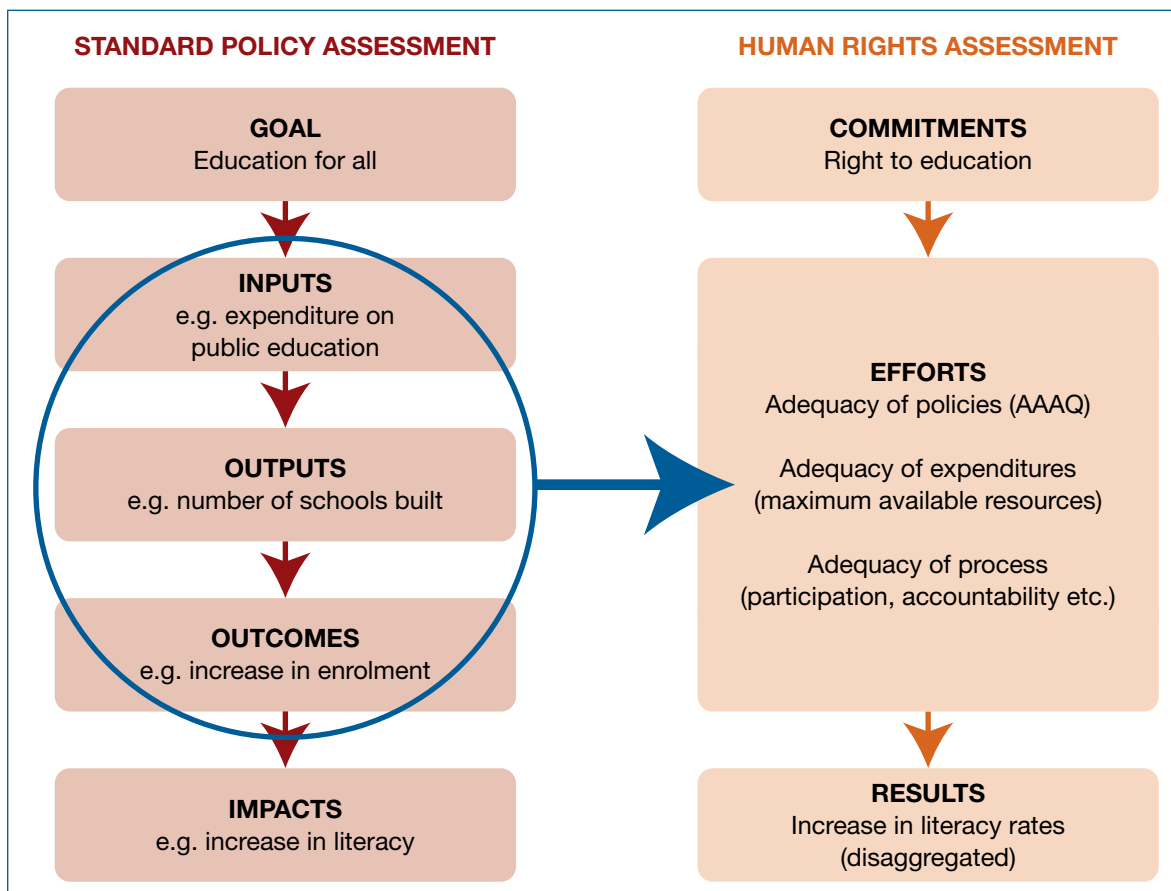 STANDARD POLICY ASSESSMENT
GOAL
Education for all
INPUTS
e.g. expenditure on
public education
OUTPUTS
e.g. number of schools built
OUTCOMES
e.g. increase in enrolment
IMPACTS
e.g. increase in literacy
HUMAN RIGHTS ASSESSMENT
COMMITMENTS
Right to education
EFFORTS
Adequacy of policies (AAAQ)
Adequacy of expenditures
(maximum available resources)
Adequacy of process
(participation, accountability etc.)
RESULTS
Increase in literacy rates
(disaggregated)